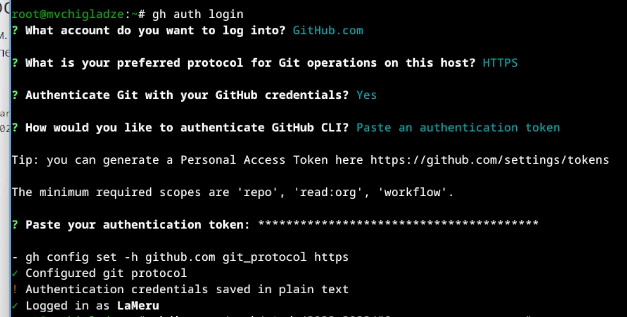 root@mvchigladze:~# gh auth login
? What account do you want to log into? GitHub.com
? What is your preferred protocol for Git operations on this host? HTTPS
? Authenticate Git with your GitHub credentials? Yes
? How would you like to authenticate GitHub CLI? Paste an authentication token
Tip: you can generate a Personal Access Token here https://github.com/settings/tokens
The minimum required scopes are 'repo', 'read:org', 'workflow'.
? Paste your authentication token: ****************************************
- gh config set -h github.com git_protocol https
✓ Configured git protocol
! Authentication credentials saved in plain text
✓ Logged in as LaMeru